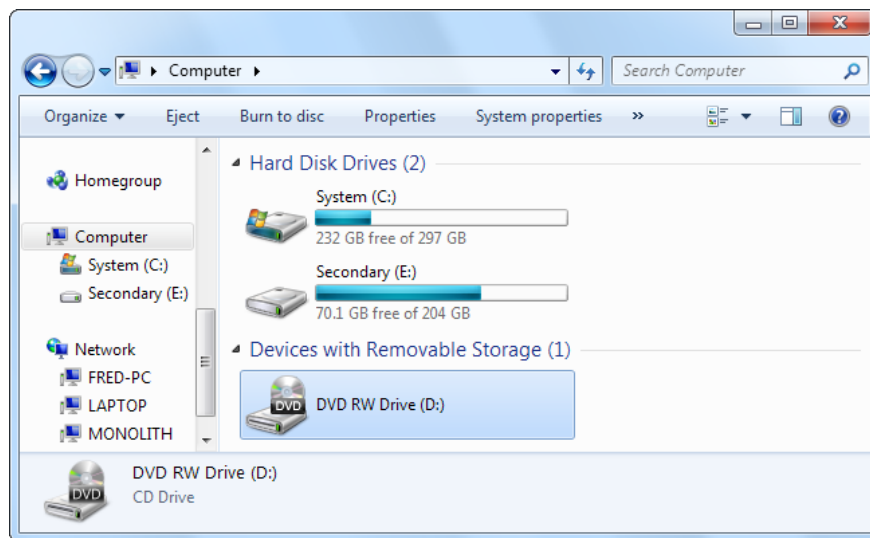 Computer
Search Computer
Organize Eject Burn to disc Properties System properties »
Homegroup
Computer
System (C:)
Secondary (E:)
Network
FRED-PC
LAPTOP
MONOLITH
Hard Disk Drives (2)
System (C:)
232 GB free of 297 GB
Secondary (E:)
70.1 GB free of 204 GB
Devices with Removable Storage (1)
DVD
DVD RW Drive (D:)
DVD
DVD RW Drive (D:)
CD Drive